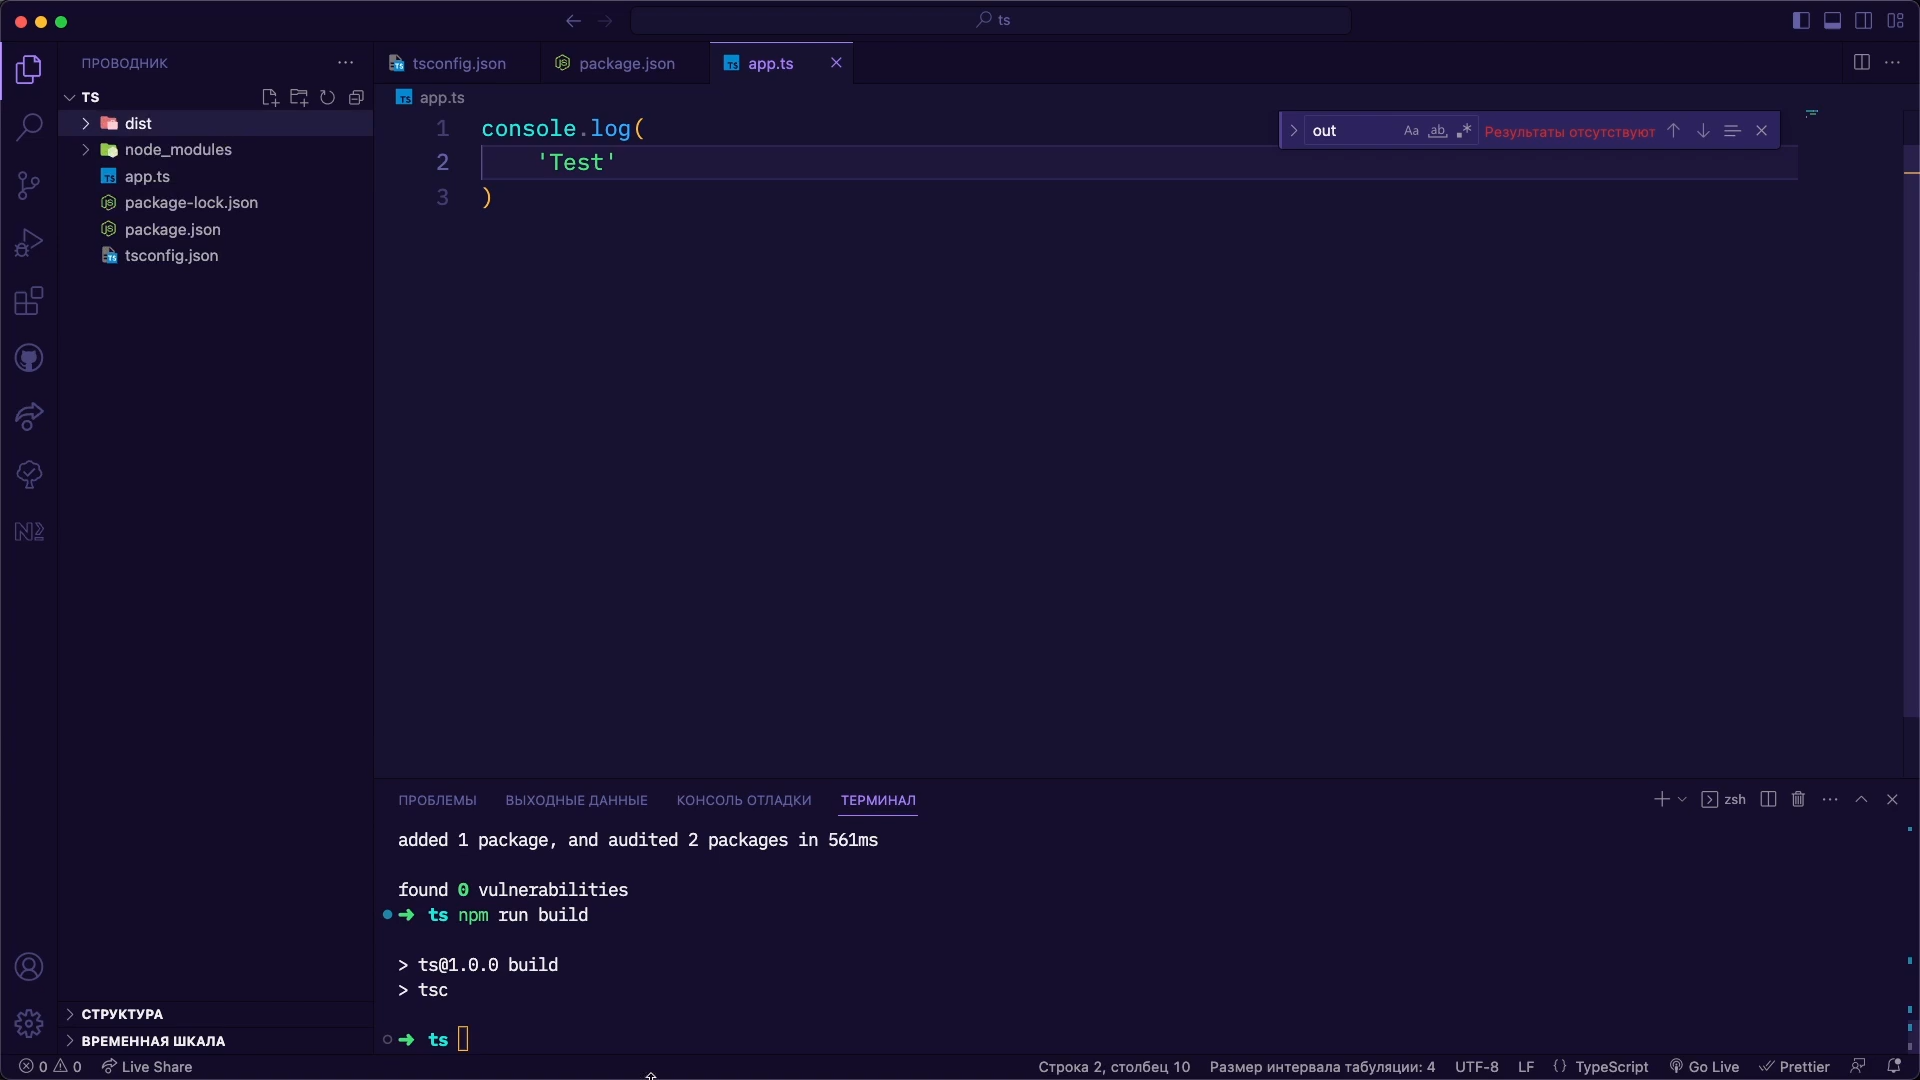 ts
ПРОВОДНИК
tsconfig.json
package.json
app.ts
TS
dist
node_modules
app.ts
package-lock.json
package.json
tsconfig.json
app.ts
1 console.log(
2 'Test'
3 )
out Aa ab Результаты отсутствуют
ПРОБЛЕМЫ ВЫХОДНЫЕ ДАННЫЕ КОНСОЛЬ ОТЛАДКИ ТЕРМИНАЛ
zsh
added 1 package, and audited 2 packages in 561ms
found 0 vulnerabilities
➜ ts npm run build
> ts@1.0.0 build
> tsc
➜ ts
СТРУКТУРА
ВРЕМЕННАЯ ШКАЛА
0 0 Live Share
Строка 2, столбец 10 Размер интервала табуляции: 4 UTF-8 LF {} TypeScript Go Live Prettier